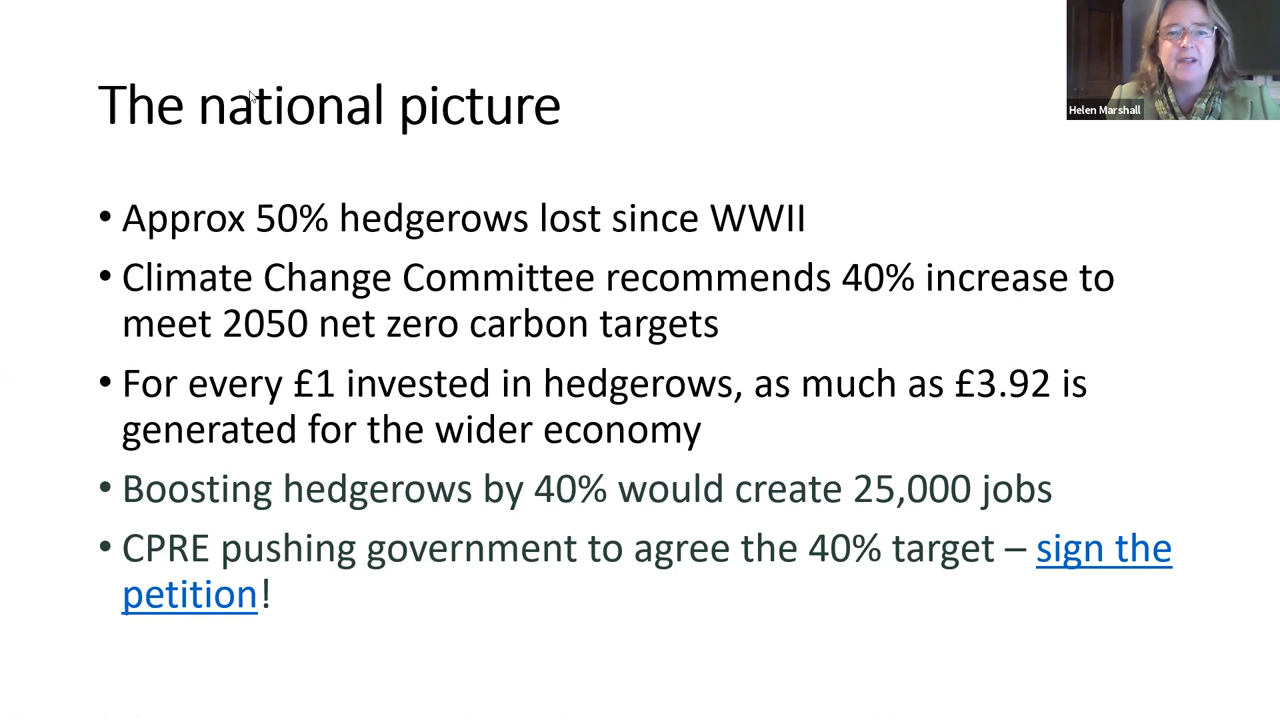 The national picture
Helen Marshall
• Approx 50% hedgerows lost since WWII
• Climate Change Committee recommends 40% increase to
meet 2050 net zero carbon targets
• For every £1 invested in hedgerows, as much as £3.92 is
generated for the wider economy
• Boosting hedgerows by 40% would create 25,000 jobs
• CPRE pushing government to agree the 40% target – sign the
petition!